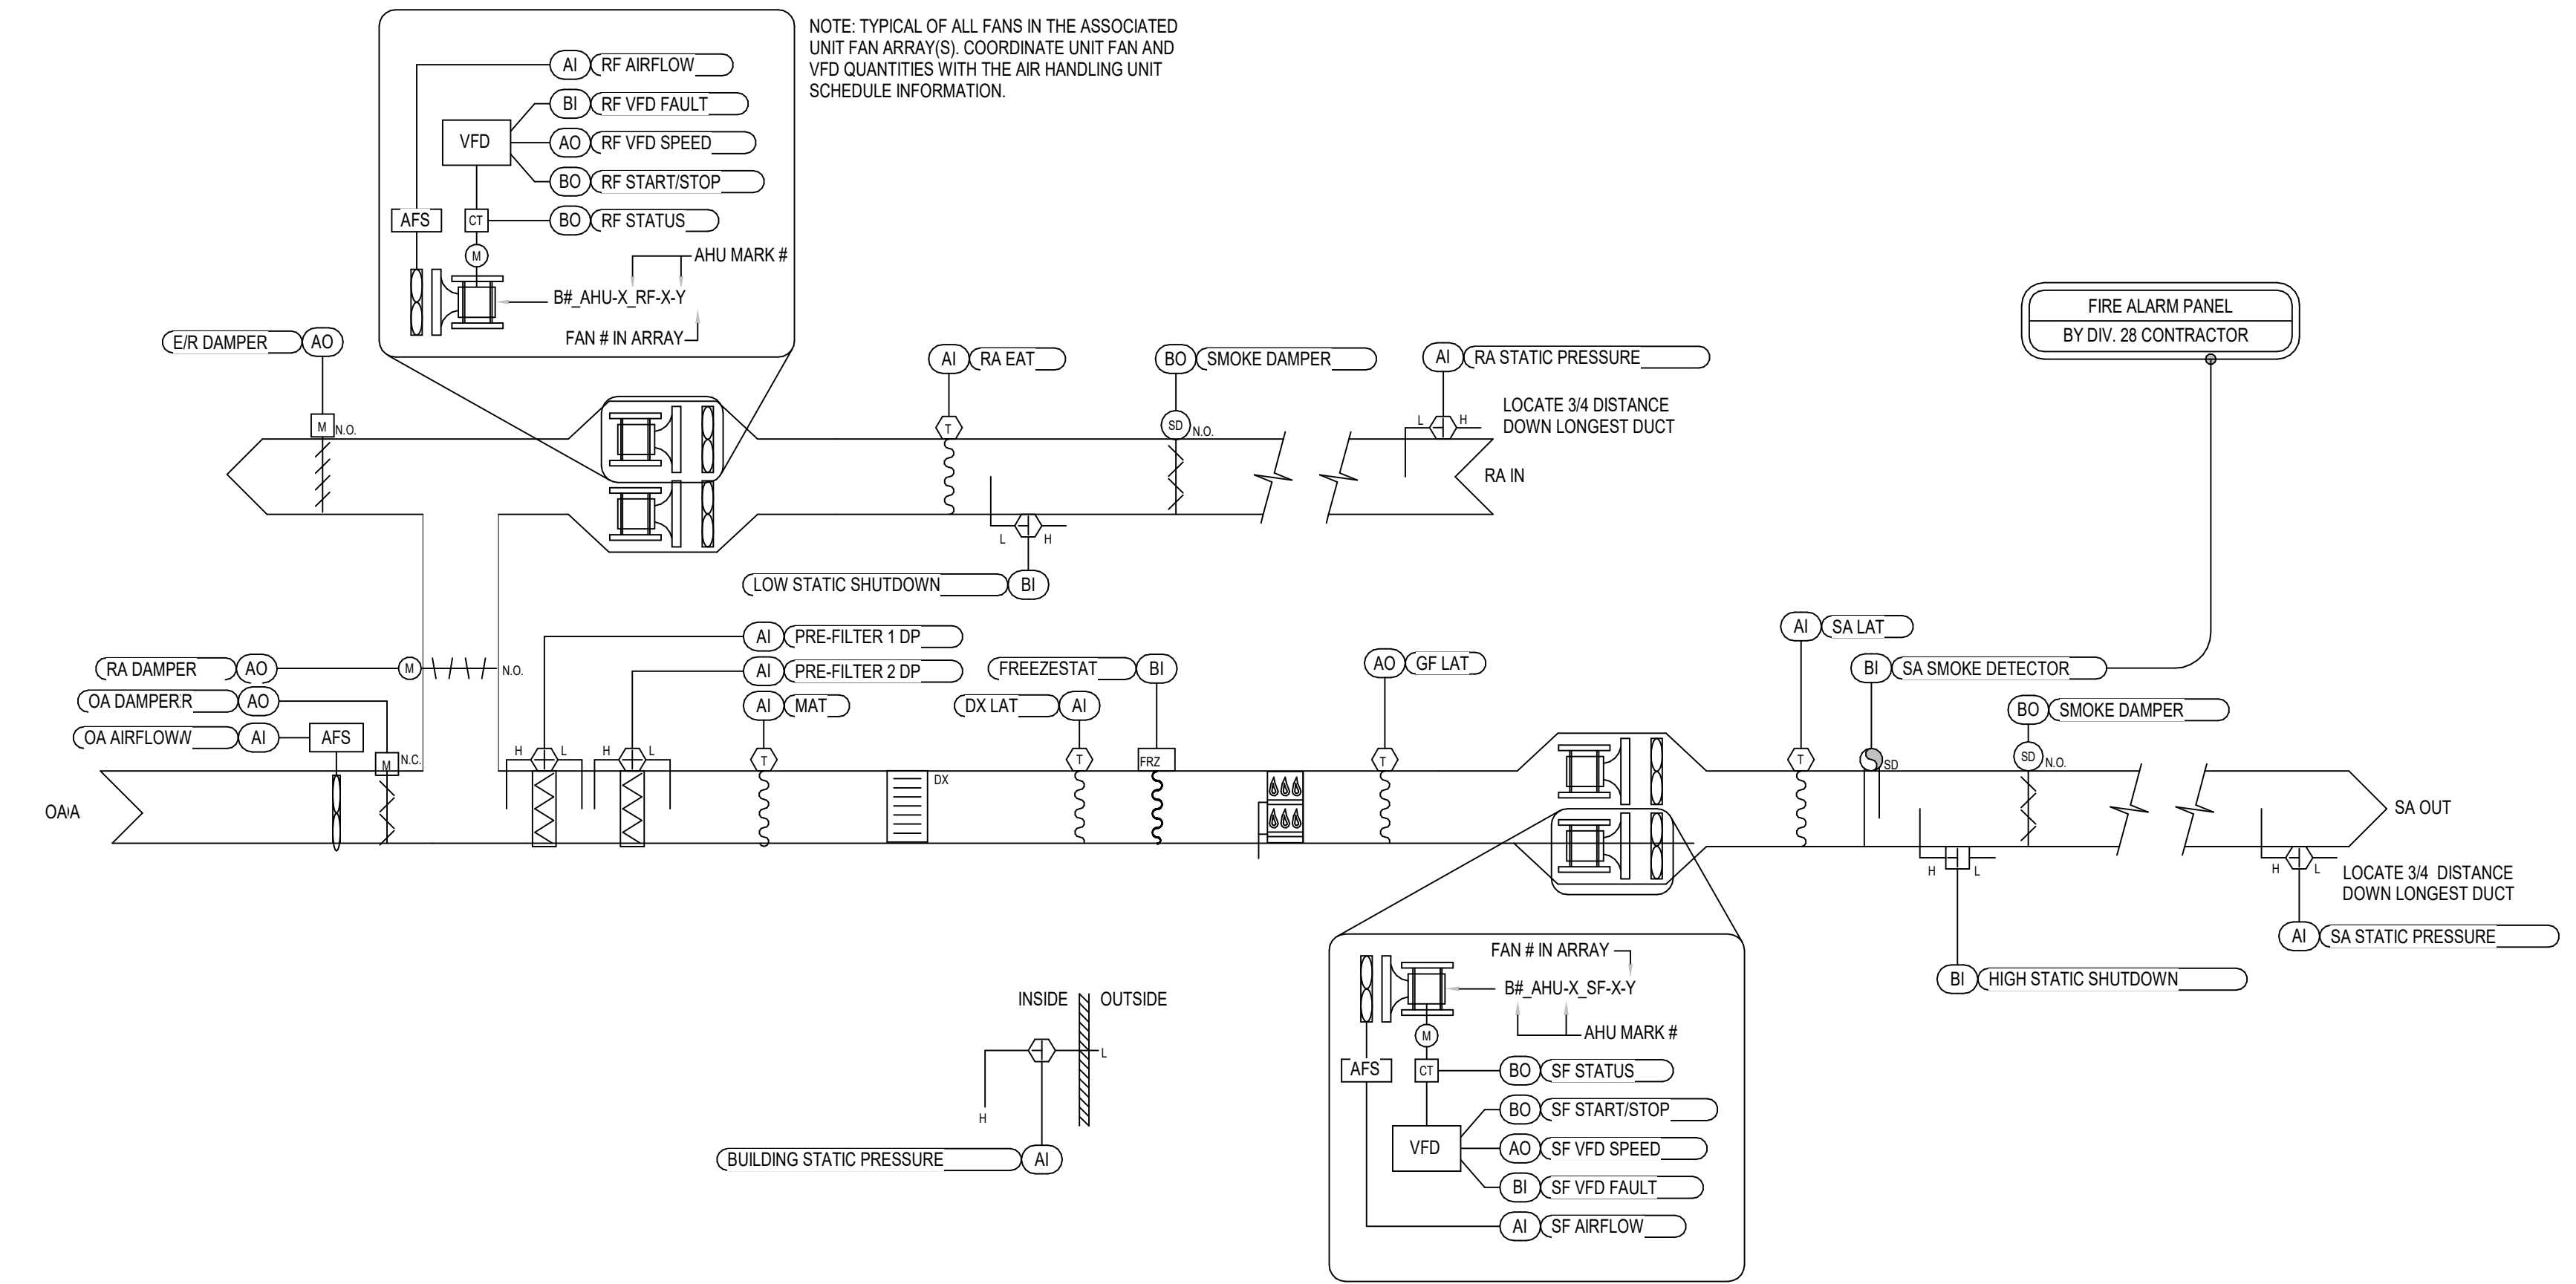 NOTE: TYPICAL OF ALL FANS IN THE ASSOCIATED
UNIT FAN ARRAY(S). COORDINATE UNIT FAN AND
VFD QUANTITIES WITH THE AIR HANDLING UNIT
SCHEDULE INFORMATION.
AI RF AIRFLOW
BI RF VFD FAULT
VFD
AO RF VFD SPEED
BO RF START/STOP
AFS
CT
BO RF STATUS
M
AHU MARK #
B#_AHU-X_RF-X-Y
FAN # IN ARRAY
FIRE ALARM PANEL
BY DIV. 28 CONTRACTOR
E/R DAMPER AO
M
N.O.
AI RA EAT
T
BO SMOKE DAMPER
SD
N.O.
AI RA STATIC PRESSURE
L
H
LOCATE 3/4 DISTANCE
DOWN LONGEST DUCT
RA IN
L
H
LOW STATIC SHUTDOWN BI
RA DAMPER AO
M
N.O.
OA DAMPER
AO
OA AIRFLOW
AI
AFS
M
N.C.
AI PRE-FILTER 1 DP
AI PRE-FILTER 2 DP
AI MAT
H
L
H
L
T
DX
FREEZESTAT BI
DX LAT AI
T
FRZ
AO GF LAT
T
AI SA LAT
T
BI SA SMOKE DETECTOR
SD
BO SMOKE DAMPER
SD
N.O.
SA OUT
H
L
H
L
LOCATE 3/4 DISTANCE
DOWN LONGEST DUCT
AI SA STATIC PRESSURE
BI HIGH STATIC SHUTDOWN
INSIDE
OUTSIDE
L
H
BUILDING STATIC PRESSURE AI
FAN # IN ARRAY
B#_AHU-X_SF-X-Y
AHU MARK #
M
AFS
CT
BO SF STATUS
BO SF START/STOP
VFD
AO SF VFD SPEED
BI SF VFD FAULT
AI SF AIRFLOW